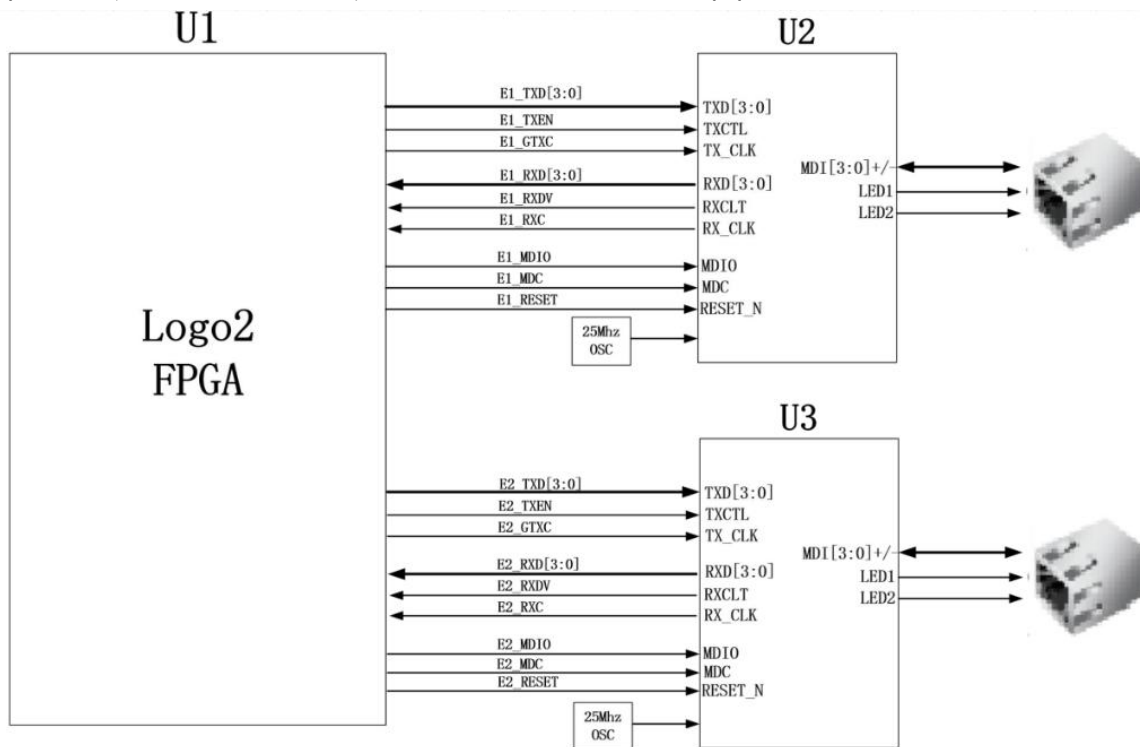 U1
U2
E1_TXD[3:0]
TXD[3:0]
E1_TXEN
TXCTL
E1_GTXC
TX_CLK
MDI[3:0]+/-
E1_RXD[3:0]
RXD[3:0]
LED1
E1_RXDV
RXCLT
LED2
E1_RXC
RX_CLK
E1_MDIO
MDIO
E1_MDC
MDC
E1_RESET
RESET_N
25Mhz
OSC
Logo2
FPGA
U3
E2_TXD[3:0]
TXD[3:0]
E2_TXEN
TXCTL
E2_GTXC
TX_CLK
MDI[3:0]+/-
E2_RXD[3:0]
RXD[3:0]
LED1
E2_RXDV
RXCLT
LED2
E2_RXC
RX_CLK
E2_MDIO
MDIO
E2_MDC
MDC
E2_RESET
RESET_N
25Mhz
OSC